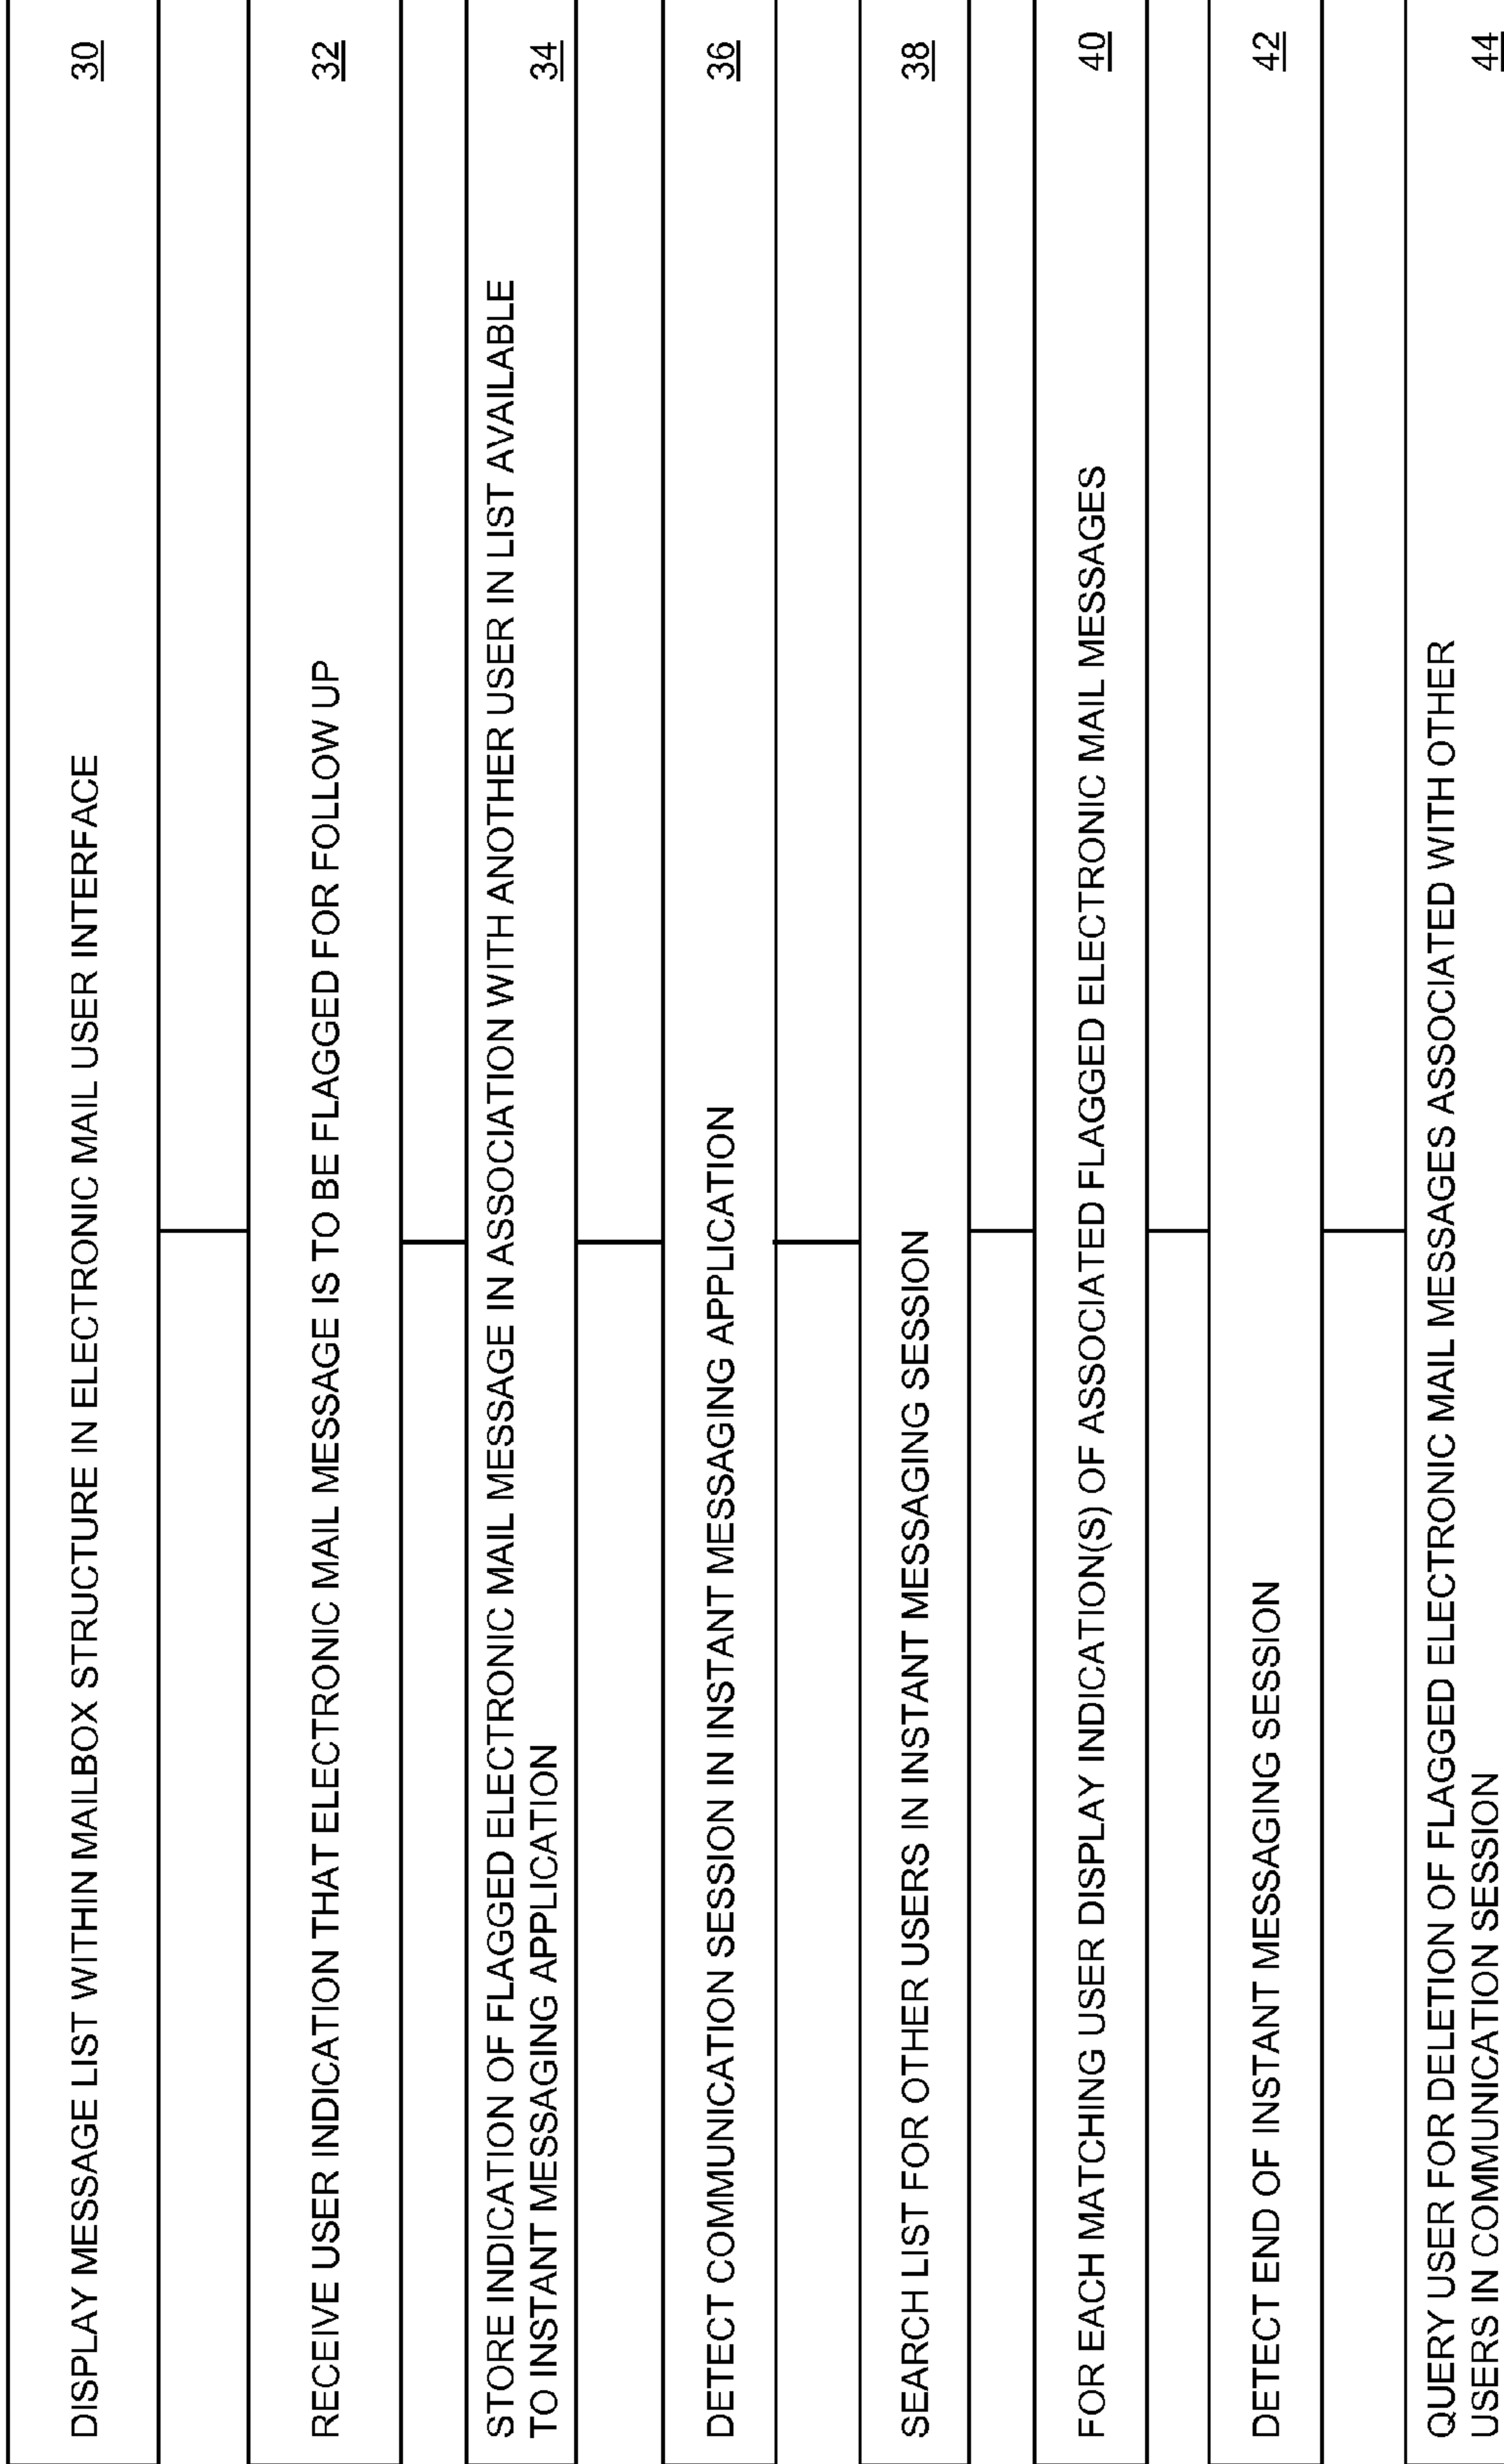 DISPLAY MESSAGE LIST WITHIN MAILBOX STRUCTURE IN ELECTRONIC MAIL USER INTERFACE 30
RECEIVE USER INDICATION THAT ELECTRONIC MAIL MESSAGE IS TO BE FLAGGED FOR FOLLOW UP 32
STORE INDICATION OF FLAGGED ELECTRONIC MAIL MESSAGE IN ASSOCIATION WITH ANOTHER USER IN LIST AVAILABLE
TO INSTANT MESSAGING APPLICATION 34
DETECT COMMUNICATION SESSION IN INSTANT MESSAGING APPLICATION 36
SEARCH LIST FOR OTHER USERS IN INSTANT MESSAGING SESSION 38
FOR EACH MATCHING USER DISPLAY INDICATION(S) OF ASSOCIATED FLAGGED ELECTRONIC MAIL MESSAGES 40
DETECT END OF INSTANT MESSAGING SESSION 42
QUERY USER FOR DELETION OF FLAGGED ELECTRONIC MAIL MESSAGES ASSOCIATED WITH OTHER
USERS IN COMMUNICATION SESSION 44